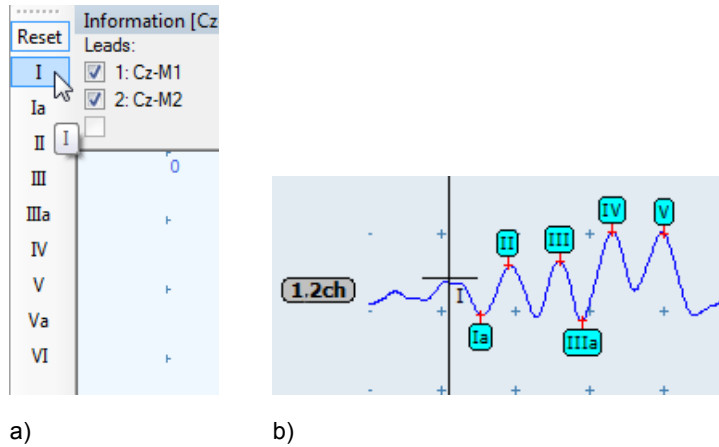 Reset
I
Ia
II
III
IIIa
IV
V
Va
VI
I
Information [Cz
Leads:
1: Cz-M1
2: Cz-M2
0
1.2ch
I
Ia
II
III
IIIa
IV
V
a)
b)